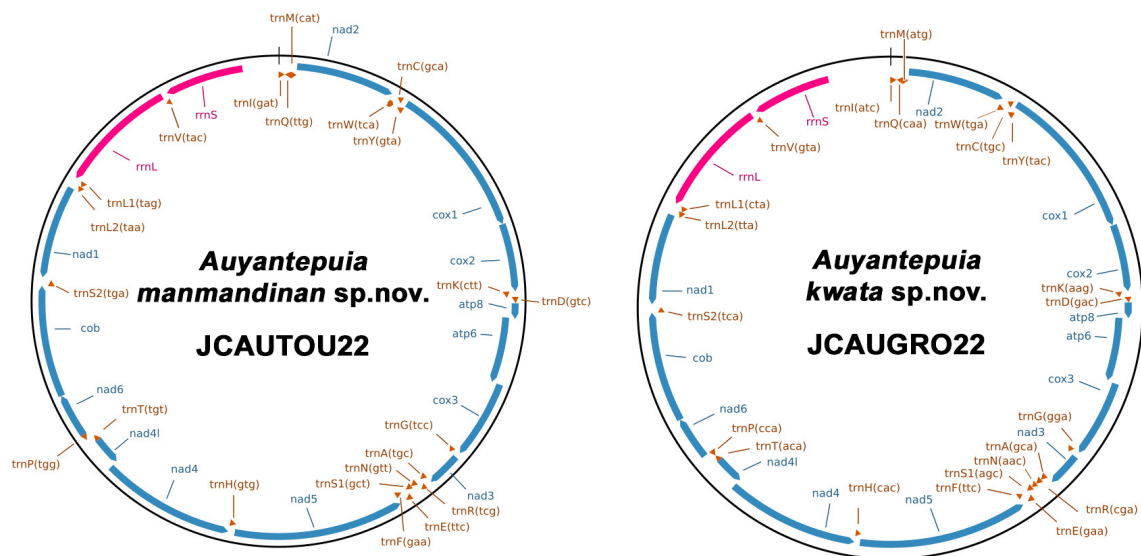 trnM(cat)
nad2
trnC(gca)
trnI(gat)
trnQ(ttg)
trnW(tca)
trnY(gta)
rrnS
trnV(tac)
rrnL
trnL1(tag)
trnL2(taa)
nad1
trnS2(tga)
cob
nad6
trnT(tgt)
nad4l
trnP(tgg)
nad4
trnH(gtg)
nad5
trnF(gaa)
trnE(ttc)
trnR(tcg)
trnS1(gct)
trnN(gtt)
trnA(tgc)
nad3
trnG(tcc)
cox3
atp6
atp8
trnD(gtc)
trnK(ctt)
cox2
cox1
Auyantepuia
manmandinan sp.nov.
JCAUTOU22
trnM(atg)
nad2
trnI(atc)
trnQ(caa)
trnW(tga)
trnC(tgc)
trnY(tac)
rrnS
trnV(gta)
rrnL
trnL1(cta)
trnL2(tta)
nad1
trnS2(tca)
cob
nad6
trnP(cca)
trnT(aca)
nad4l
nad4
trnH(cac)
nad5
trnF(ttc)
trnE(gaa)
trnR(cga)
trnS1(agc)
trnN(aac)
trnA(gca)
nad3
trnG(gga)
cox3
atp6
atp8
trnD(gac)
trnK(aag)
cox2
cox1
Auyantepuia
kwata sp.nov.
JCAUGRO22